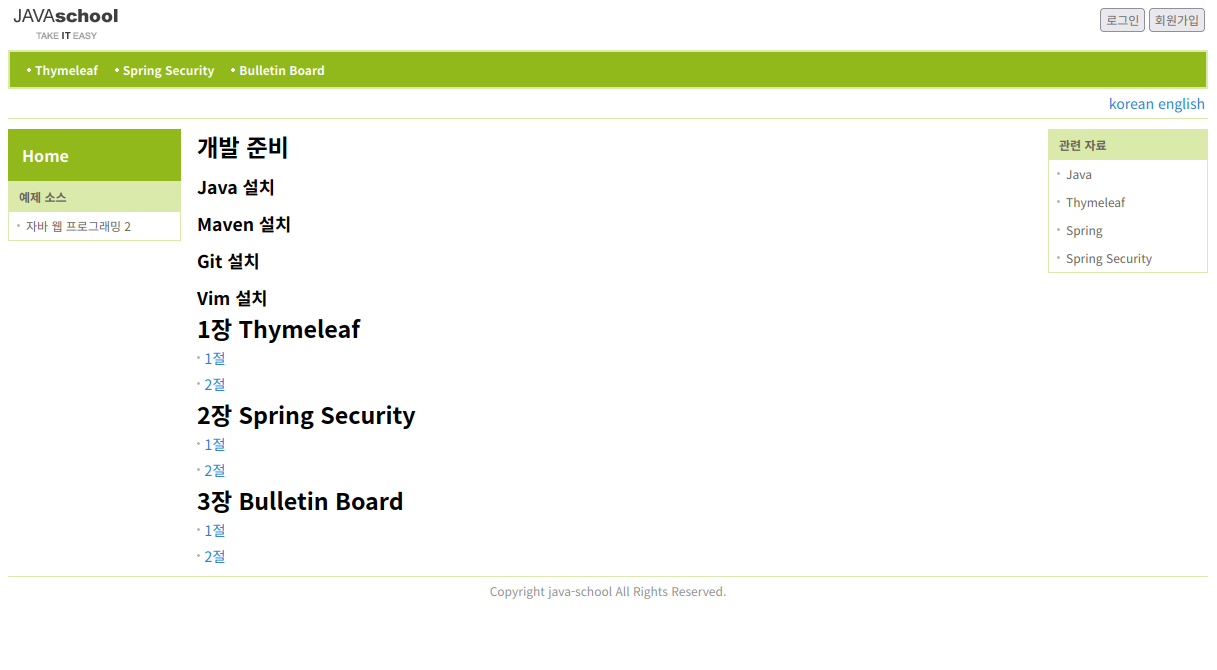 JAVAschool
TAKE IT EASY
로그인 회원가입
Thymeleaf Spring Security Bulletin Board
korean english
Home
예제 소스
자바 웹 프로그래밍 2
개발 준비
Java 설치
Maven 설치
Git 설치
Vim 설치
1장 Thymeleaf
1절
2절
2장 Spring Security
1절
2절
3장 Bulletin Board
1절
2절
관련 자료
Java
Thymeleaf
Spring
Spring Security
Copyright java-school All Rights Reserved.